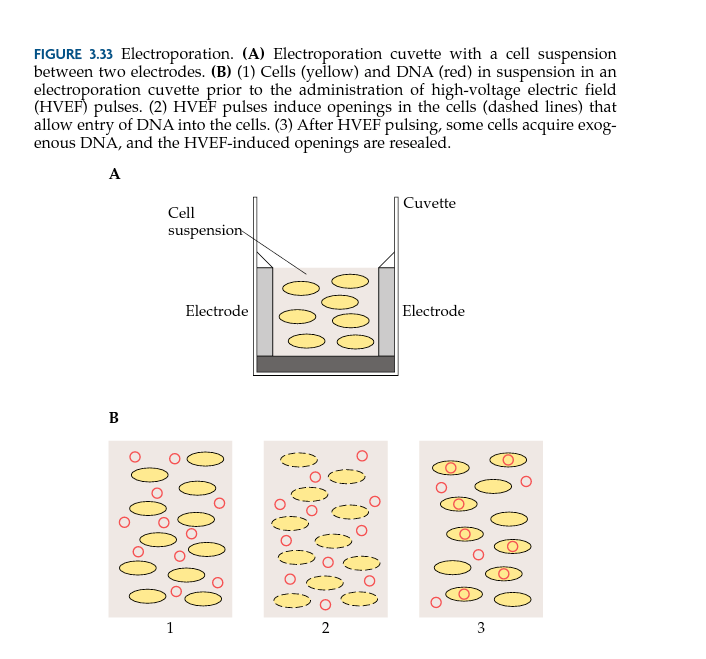 FIGURE 3.33 Electroporation. (A) Electroporation cuvette with a cell suspension
between two electrodes. (B) (1) Cells (yellow) and DNA (red) in suspension in an
electroporation cuvette prior to the administration of high-voltage electric field
(HVEF) pulses. (2) HVEF pulses induce openings in the cells (dashed lines) that
allow entry of DNA into the cells. (3) After HVEF pulsing, some cells acquire exog-
enous DNA, and the HVEF-induced openings are resealed.
A
Cuvette
Cell
suspension
Electrode
Electrode
B
1
2
3